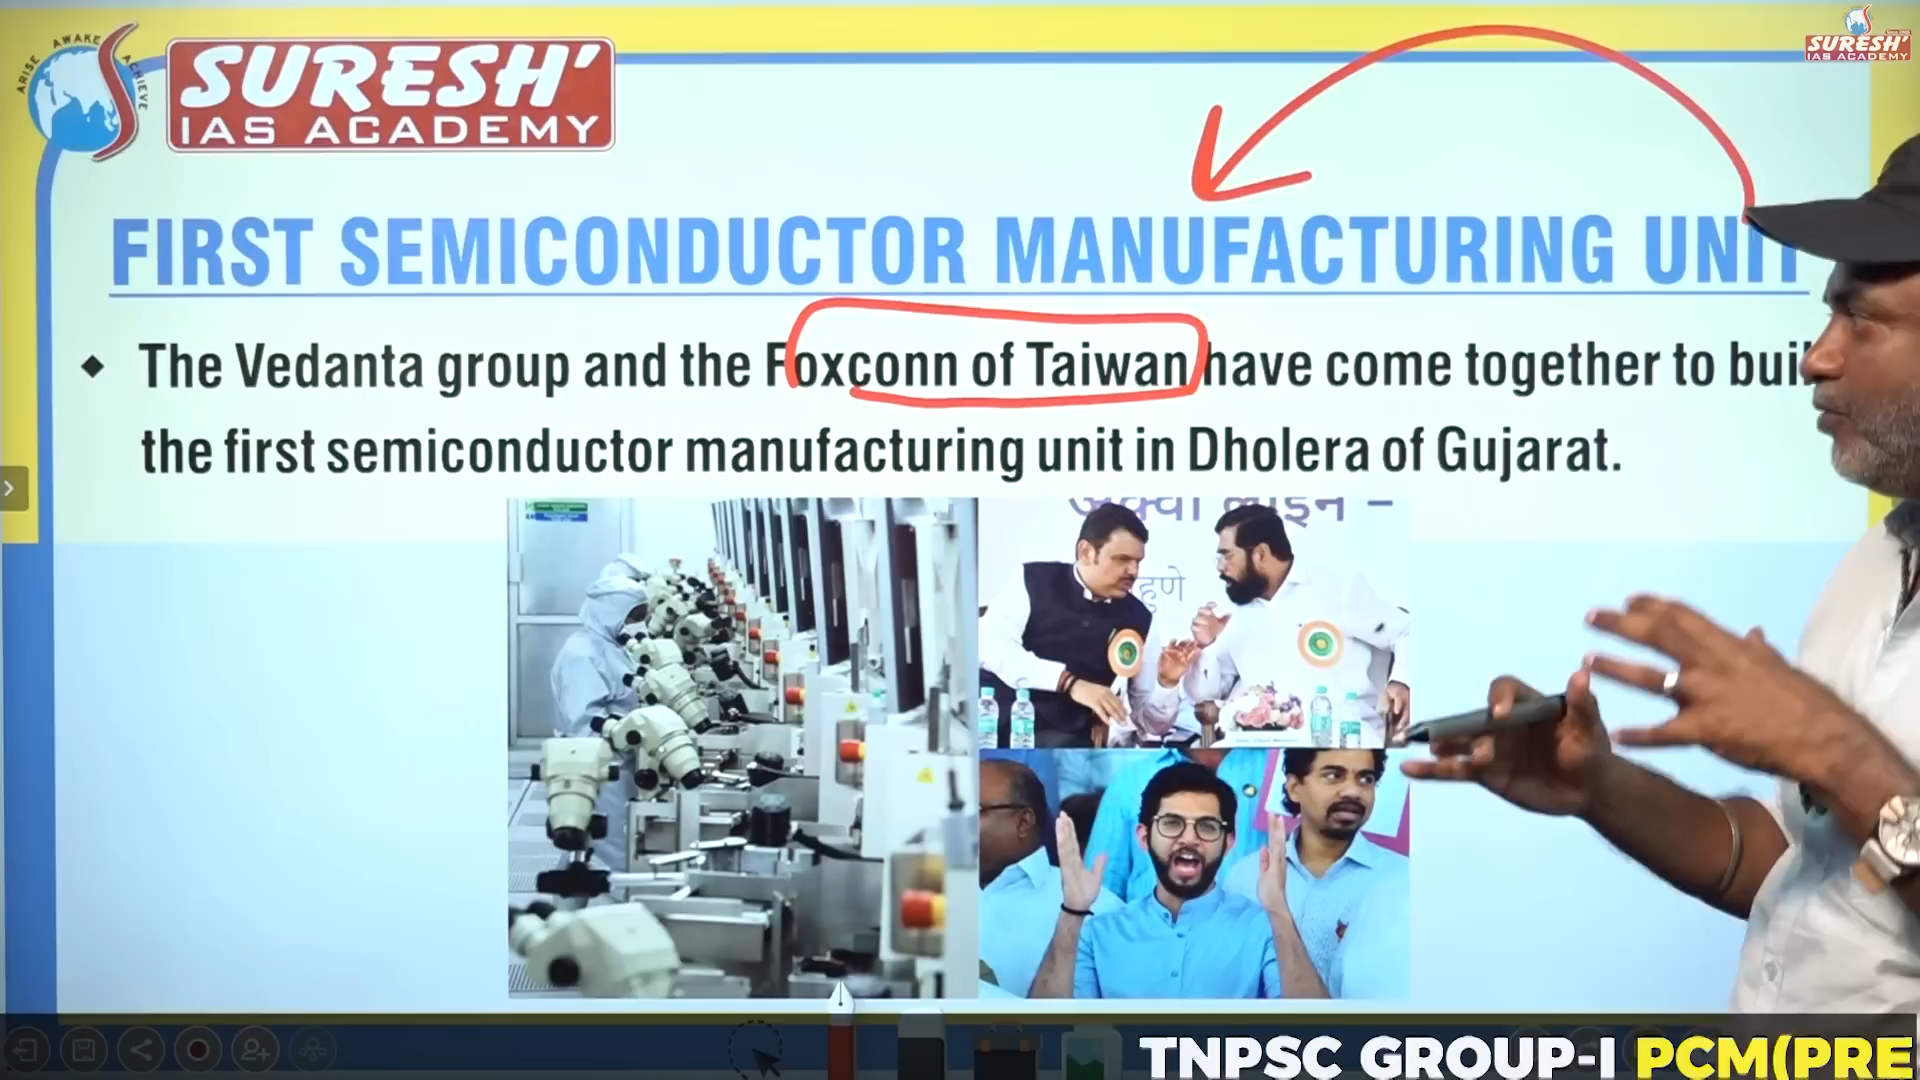 ARISE AWAKE ACHIEVE
SURESH'
IAS ACADEMY
SURESH'
IAS ACADEMY
FIRST SEMICONDUCTOR MANUFACTURING UNIT
The Vedanta group and the Foxconn of Taiwan have come together to buil
the first semiconductor manufacturing unit in Dholera of Gujarat.
TNPSC GROUP-I PCM(PRE